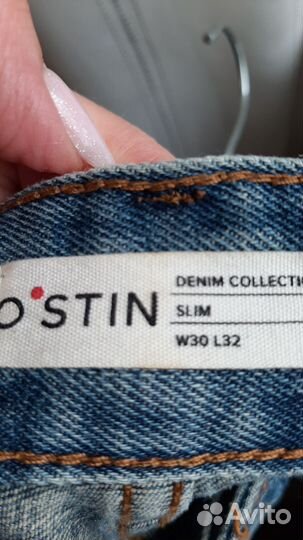 O'STIN
DENIM COLLECTIO
SLIM
W30 L32
Avito